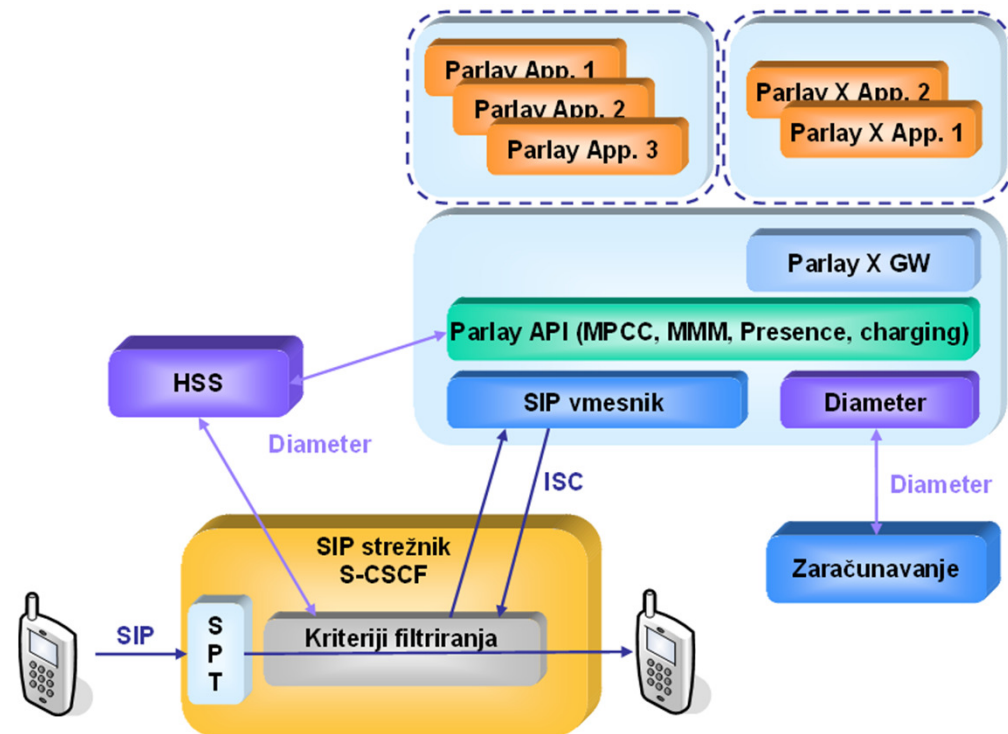 Parlay App. 1
Parlay App. 2
Parlay App. 3
Parlay X App. 2
Parlay X App. 1
Parlay X GW
Parlay API (MPCC, MMM, Presence, charging)
HSS
SIP vmesnik
Diameter
Diameter
ISC
Diameter
SIP strežnik
S-CSCF
Zaračunavanje
SIP
S
P
T
Kriteriji filtriranja